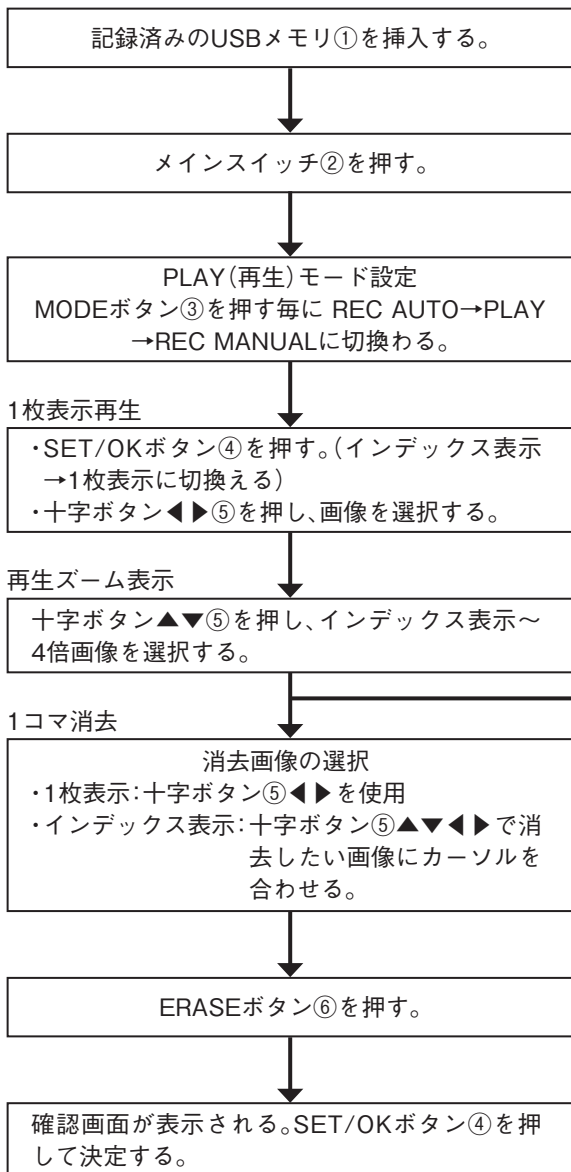 記録済みのUSBメモリ①を挿入する。
メインスイッチ②を押す。
PLAY(再生)モード設定
MODEボタン③を押す毎に REC AUTO→PLAY
→REC MANUALに切換わる。
1枚表示再生
・SET/OKボタン④を押す。(インデックス表示
→1枚表示に切換える)
・十字ボタン◀▶⑤を押し、画像を選択する。
再生ズーム表示
十字ボタン▲▼⑤を押し、インデックス表示～
4倍画像を選択する。
1コマ消去
消去画像の選択
・1枚表示:十字ボタン⑤◀▶を使用
・インデックス表示:十字ボタン⑤▲▼◀▶で消
去したい画像にカーソルを
合わせる。
ERASEボタン⑥を押す。
確認画面が表示される。SET/OKボタン④を押
して決定する。